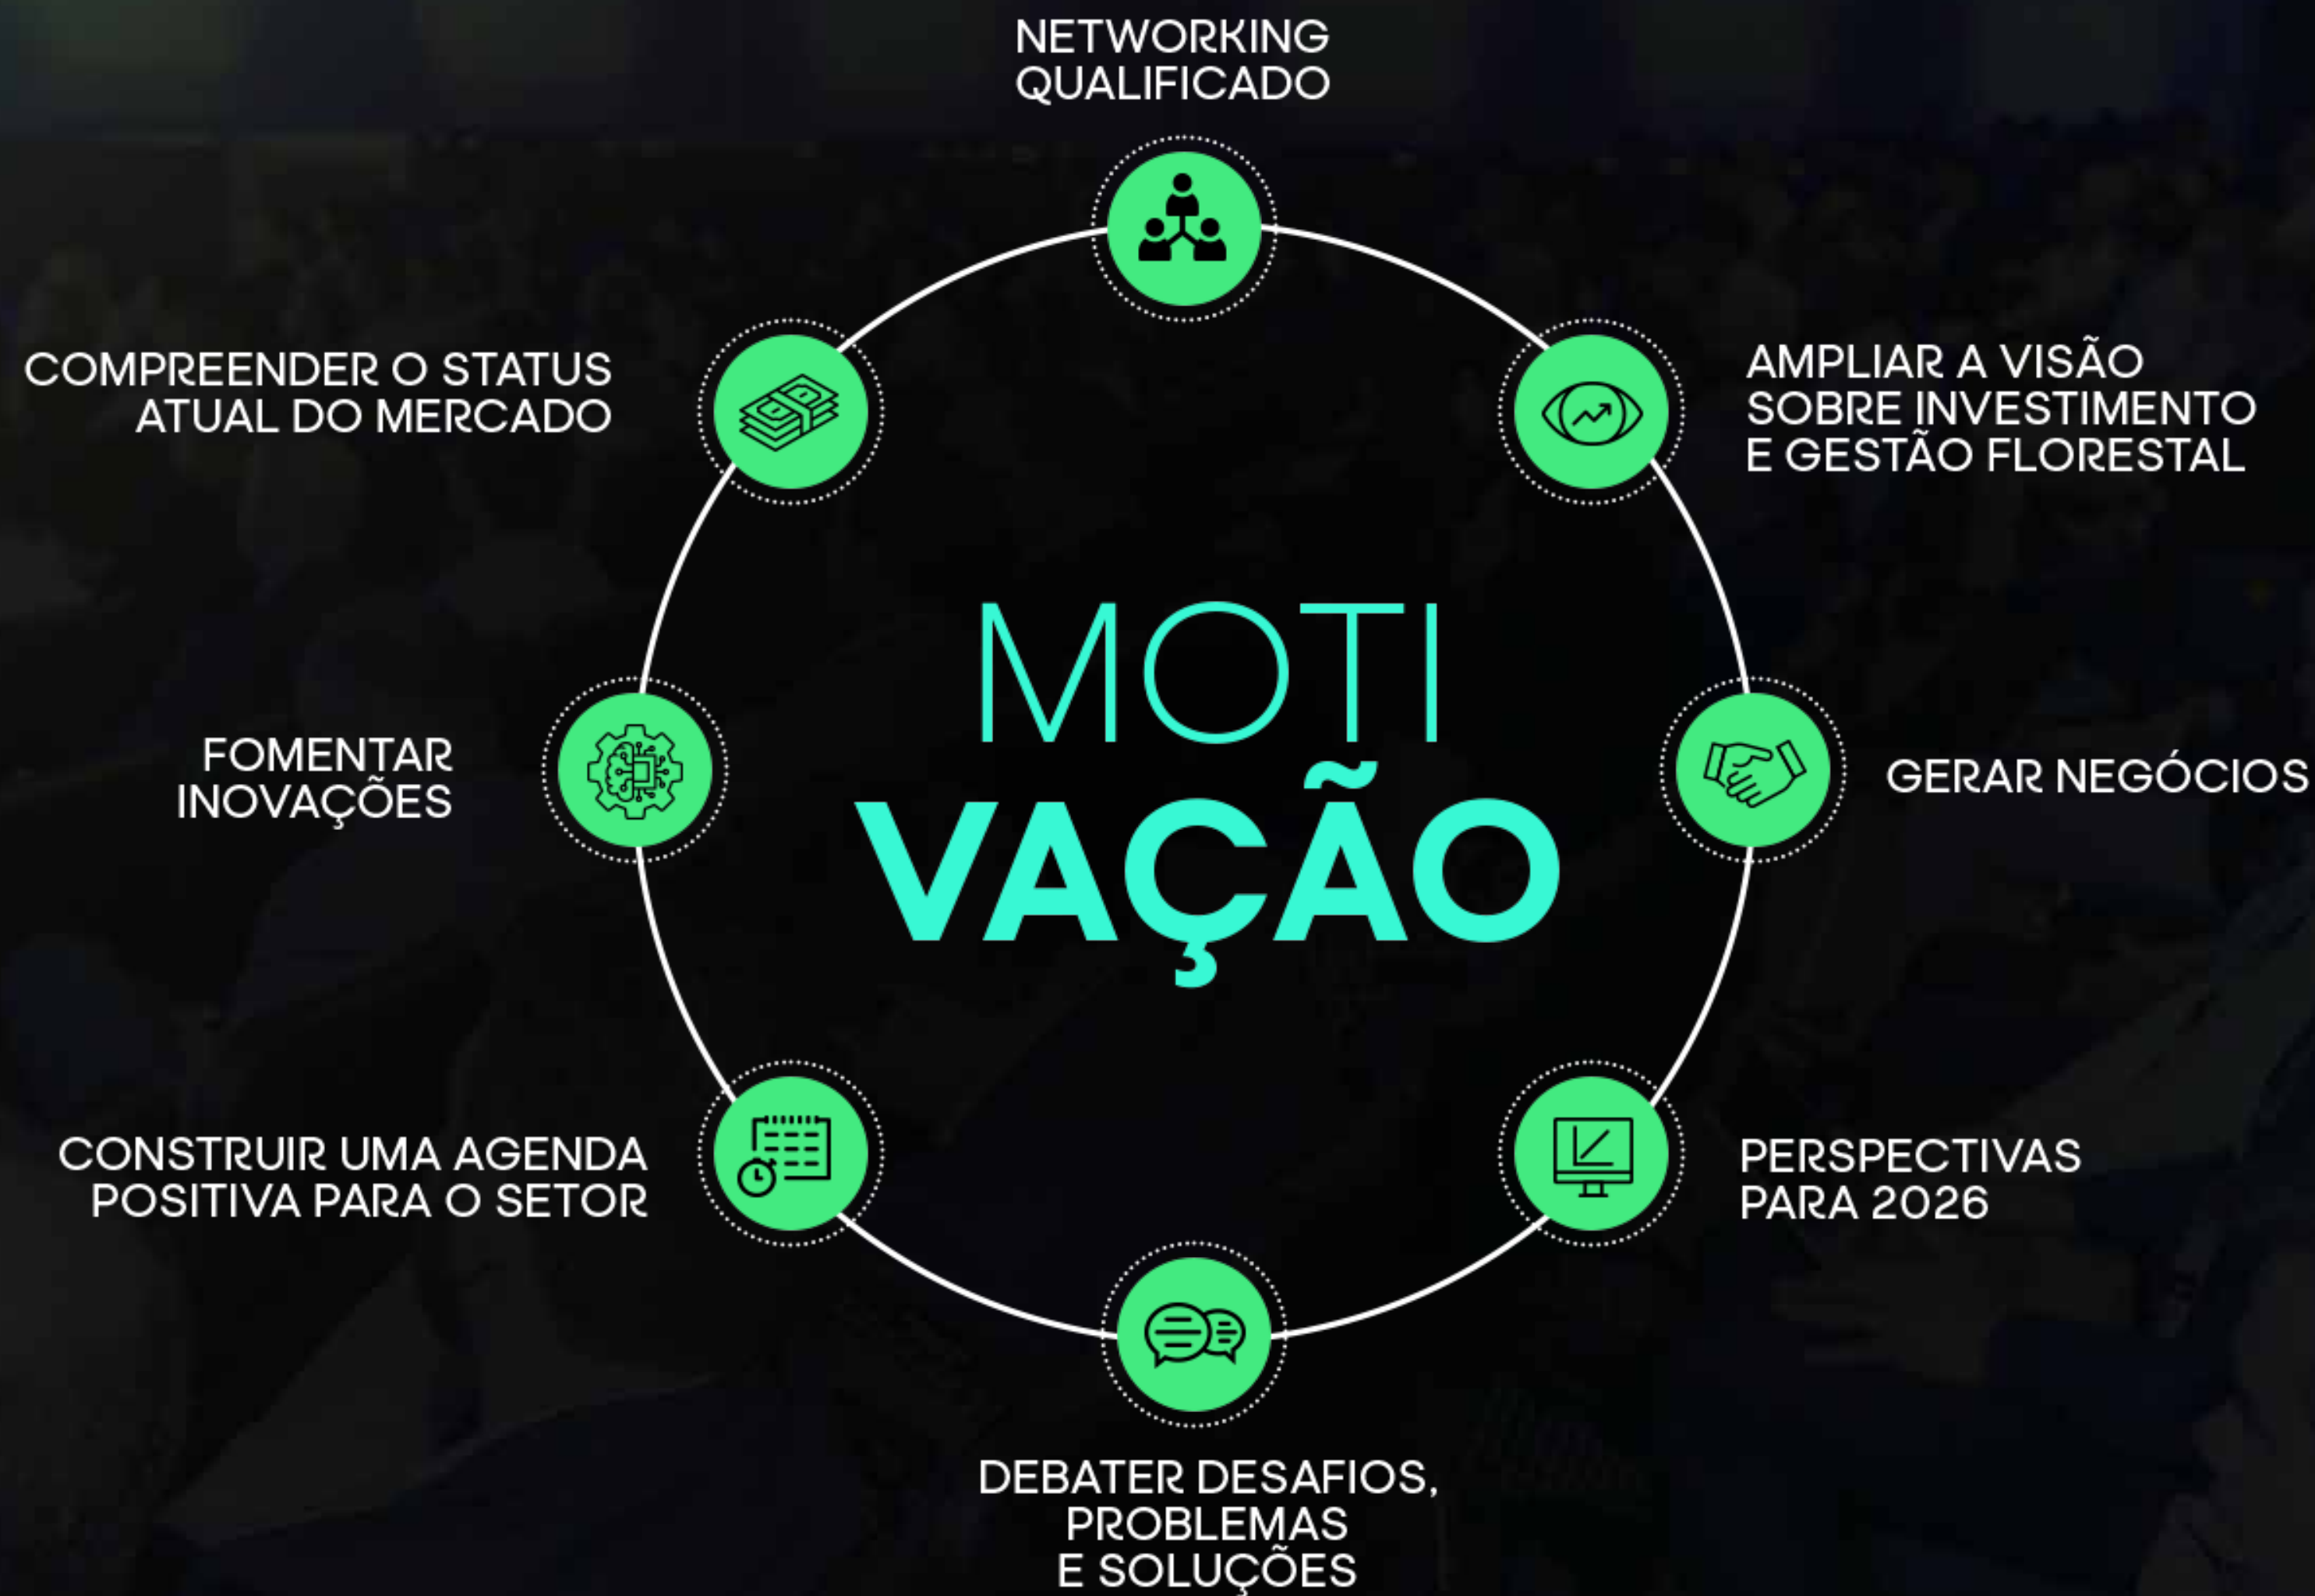 NETWORKING
QUALIFICADO
COMPREENDER O STATUS
ATUAL DO MERCADO
AMPLIAR A VISÃO
SOBRE INVESTIMENTO
E GESTÃO FLORESTAL
MOTI
VAÇÃO
FOMENTAR
INOVAÇÕES
GERAR NEGÓCIOS
CONSTRUIR UMA AGENDA
POSITIVA PARA O SETOR
PERSPECTIVAS
PARA 2026
DEBATER DESAFIOS,
PROBLEMAS
E SOLUÇÕES